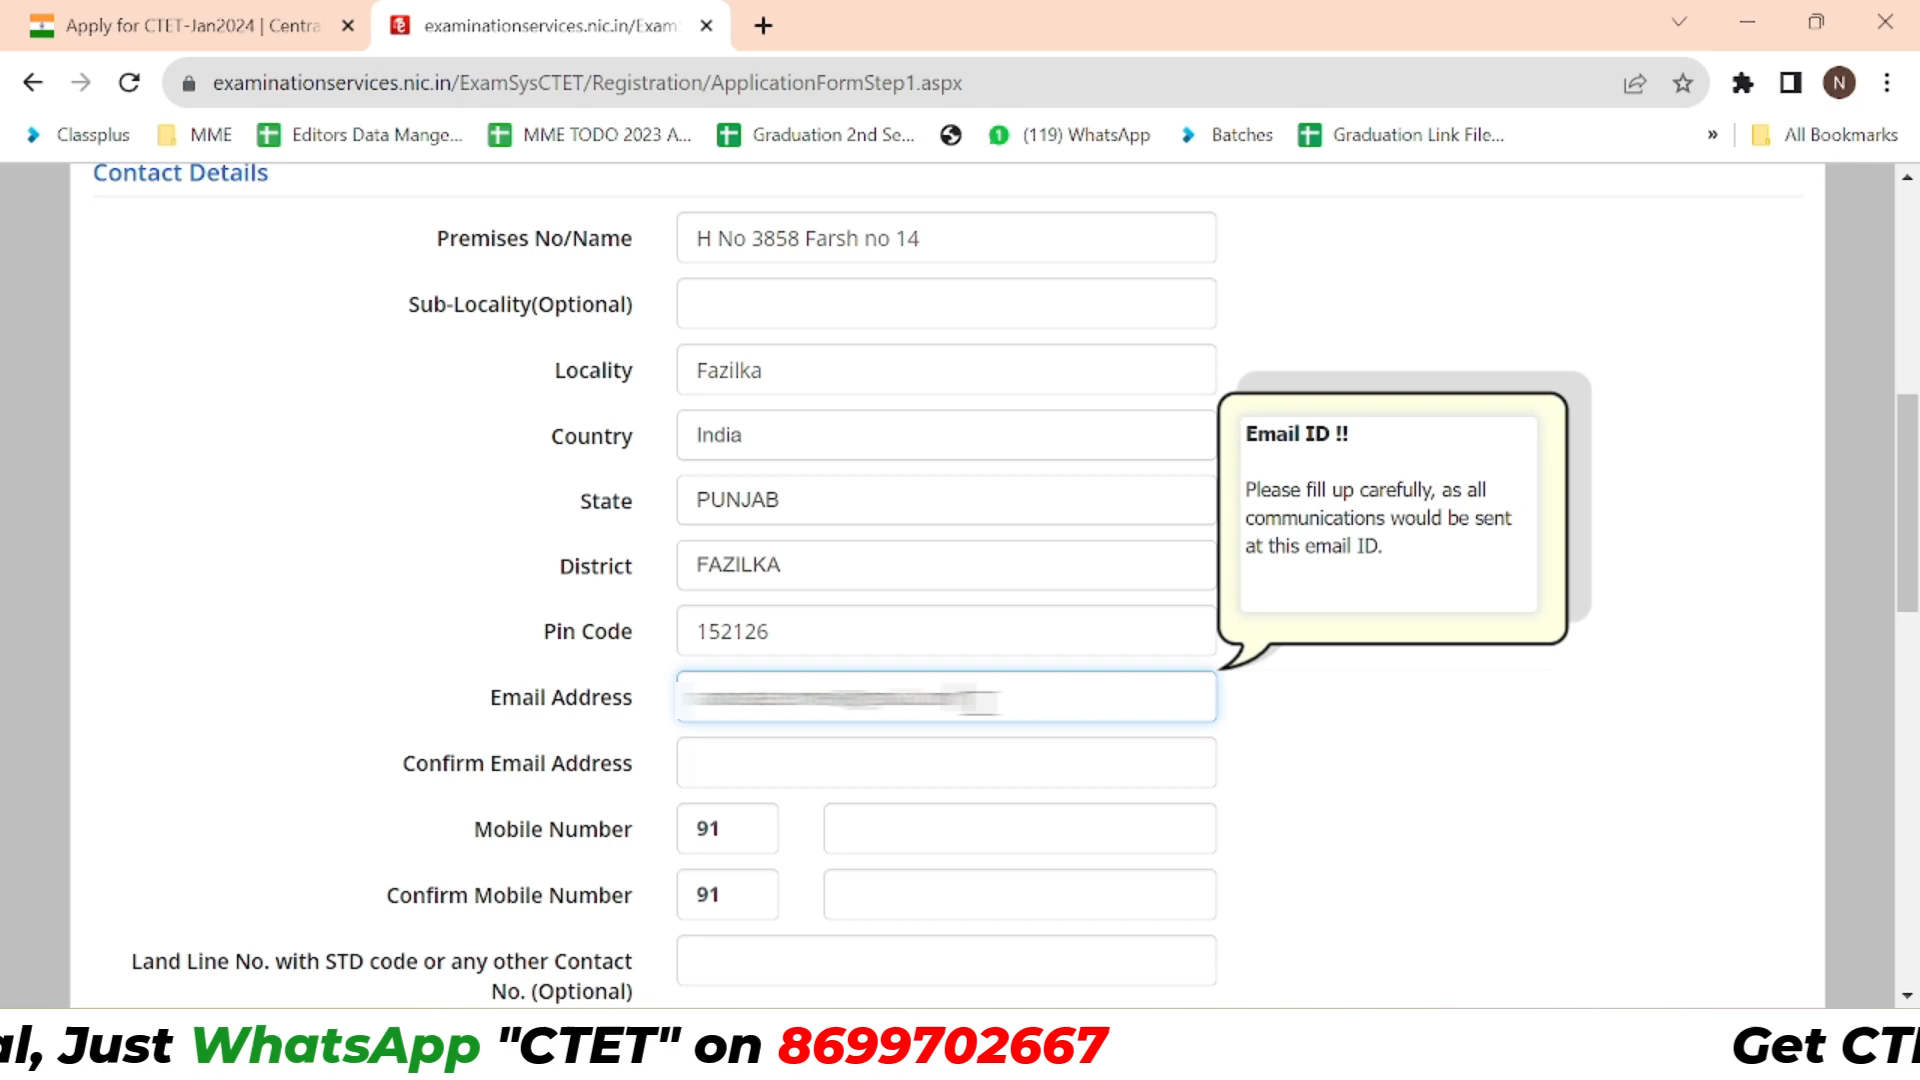 Apply for CTET-Jan2024 | Centra
examinationservices.nic.in/Exam
examinationservices.nic.in/ExamSysCTET/Registration/ApplicationFormStep1.aspx
N
Classplus MME Editors Data Mange... MME TODO 2023 A... Graduation 2nd Se... 1 (119) WhatsApp Batches Graduation Link File... » All Bookmarks
Contact Details
Premises No/Name H No 3858 Farsh no 14
Sub-Locality(Optional)
Locality Fazilka
Country India
State PUNJAB
District FAZILKA
Pin Code 152126
Email ID !!
Please fill up carefully, as all
communications would be sent
at this email ID.
Email Address
Confirm Email Address
Mobile Number 91
Confirm Mobile Number 91
Land Line No. with STD code or any other Contact
No. (Optional)
al, Just WhatsApp "CTET" on 8699702667 Get CTE